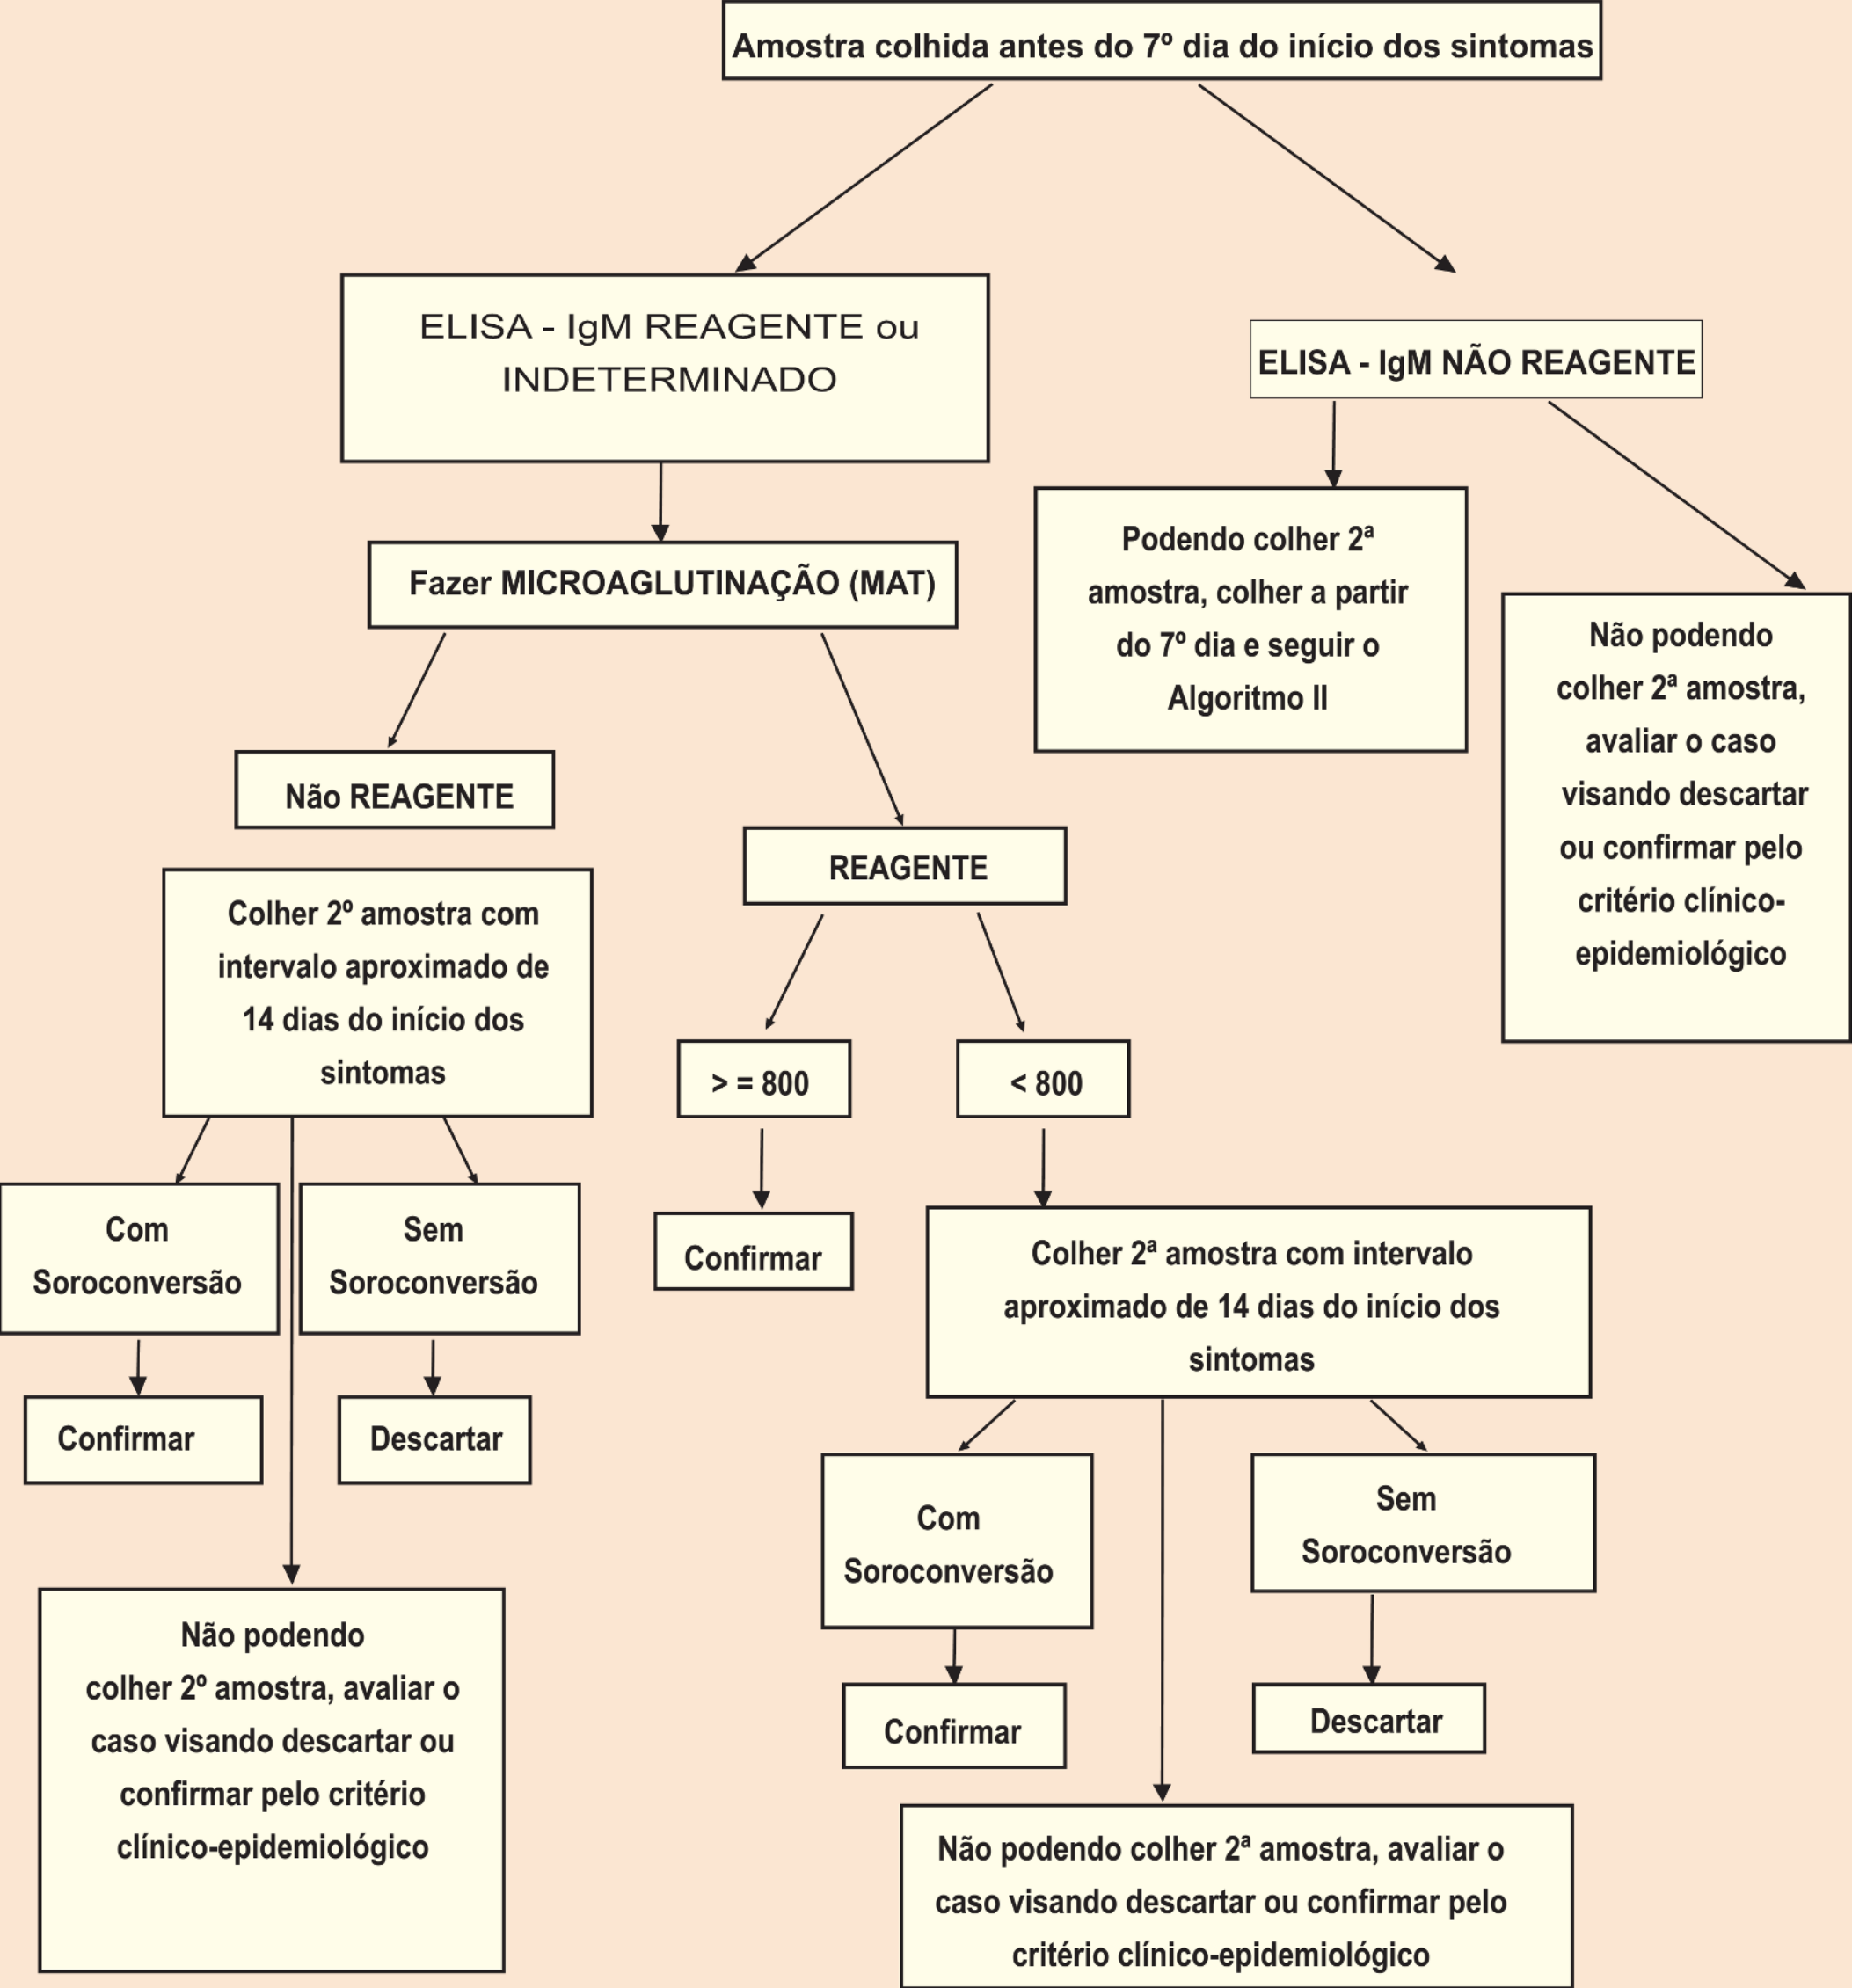 Amostra colhida antes do 7º dia do início dos sintomas
ELISA - IgM REAGENTE ou
INDETERMINADO
ELISA - IgM NÃO REAGENTE
Fazer MICROAGLUTINAÇÃO (MAT)
Podendo colher 2ª
amostra, colher a partir
do 7º dia e seguir o
Algoritmo II
Não podendo
colher 2ª amostra,
avaliar o caso
visando descartar
ou confirmar pelo
critério clínico-
epidemiológico
Não REAGENTE
REAGENTE
Colher 2º amostra com
intervalo aproximado de
14 dias do início dos
sintomas
> = 800
< 800
Com
Soroconversão
Sem
Soroconversão
Confirmar
Colher 2ª amostra com intervalo
aproximado de 14 dias do início dos
sintomas
Confirmar
Descartar
Com
Soroconversão
Sem
Soroconversão
Não podendo
colher 2º amostra, avaliar o
caso visando descartar ou
confirmar pelo critério
clínico-epidemiológico
Confirmar
Descartar
Não podendo colher 2ª amostra, avaliar o
caso visando descartar ou confirmar pelo
critério clínico-epidemiológico